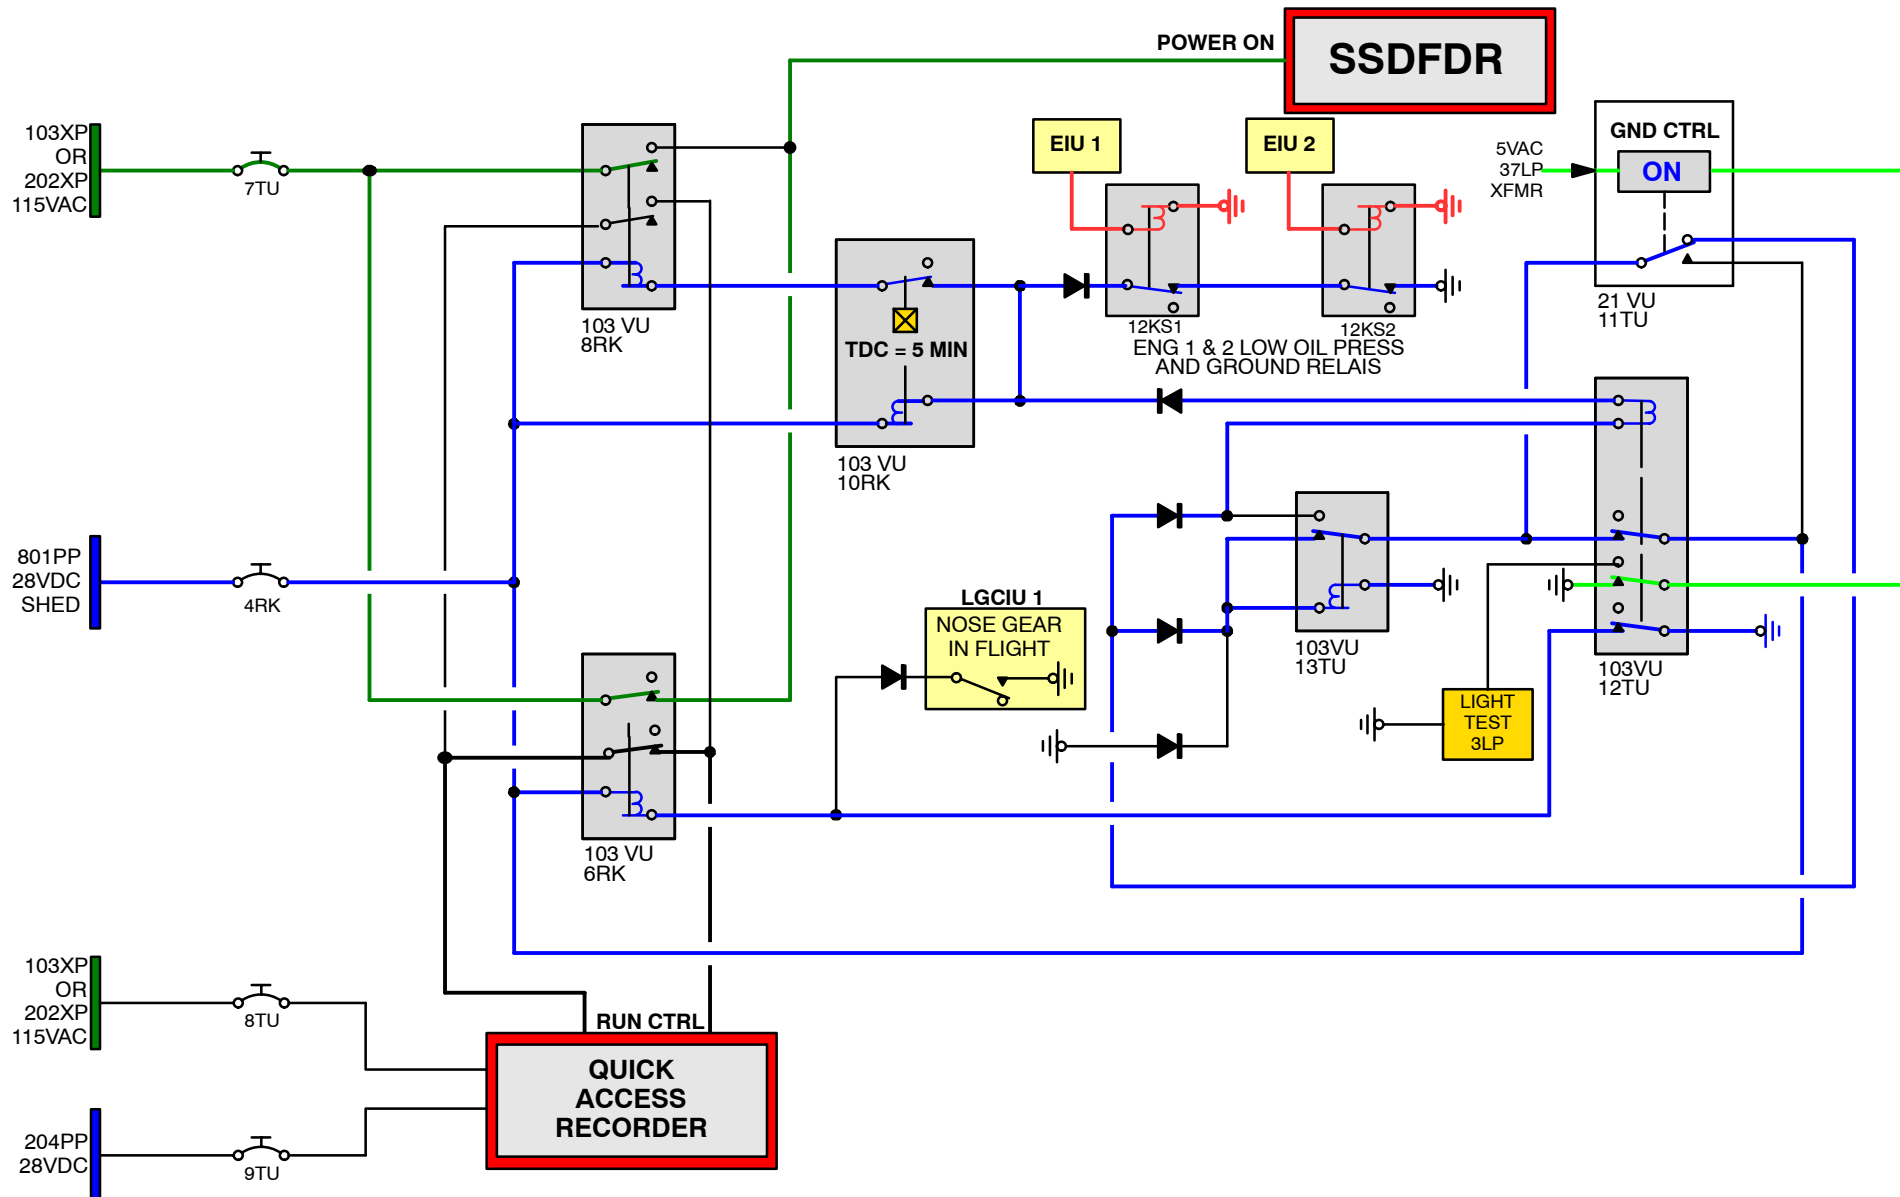 POWER ON
SSDFDR
103XP
OR
202XP
115VAC
7TU
EIU 1
EIU 2
5VAC
37LP
XFMR
GND CTRL
ON
21 VU
11TU
103 VU
8RK
TDC = 5 MIN
103 VU
10RK
12KS1
12KS2
ENG 1 & 2 LOW OIL PRESS
AND GROUND RELAIS
801PP
28VDC
SHED
4RK
LGCIU 1
NOSE GEAR
IN FLIGHT
103VU
13TU
103VU
12TU
LIGHT
TEST
3LP
103 VU
6RK
103XP
OR
202XP
115VAC
8TU
RUN CTRL
QUICK
ACCESS
RECORDER
204PP
28VDC
9TU